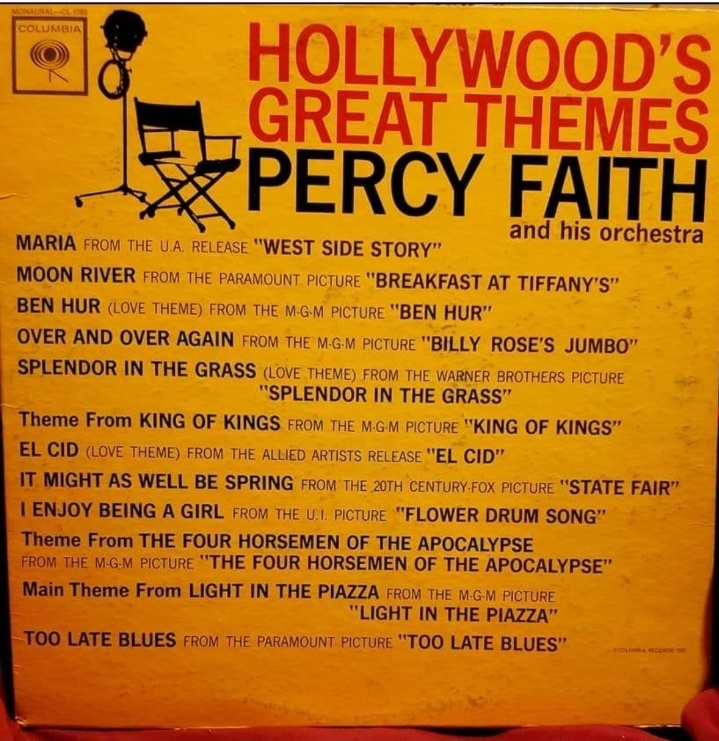 MONAURAL—CL 1783
COLUMBIA
HOLLYWOOD'S
GREAT THEMES
PERCY FAITH
and his orchestra
MARIA FROM THE U.A. RELEASE "WEST SIDE STORY"
MOON RIVER FROM THE PARAMOUNT PICTURE "BREAKFAST AT TIFFANY'S"
BEN HUR (LOVE THEME) FROM THE M-G-M PICTURE "BEN HUR"
OVER AND OVER AGAIN FROM THE M-G-M PICTURE "BILLY ROSE'S JUMBO"
SPLENDOR IN THE GRASS (LOVE THEME) FROM THE WARNER BROTHERS PICTURE
"SPLENDOR IN THE GRASS"
Theme From KING OF KINGS FROM THE M-G-M PICTURE "KING OF KINGS"
EL CID (LOVE THEME) FROM THE ALLIED ARTISTS RELEASE "EL CID"
IT MIGHT AS WELL BE SPRING FROM THE 20TH CENTURY-FOX PICTURE "STATE FAIR"
I ENJOY BEING A GIRL FROM THE U.I. PICTURE "FLOWER DRUM SONG"
Theme From THE FOUR HORSEMEN OF THE APOCALYPSE
FROM THE M-G-M PICTURE "THE FOUR HORSEMEN OF THE APOCALYPSE"
Main Theme From LIGHT IN THE PIAZZA FROM THE M-G-M PICTURE
"LIGHT IN THE PIAZZA"
TOO LATE BLUES FROM THE PARAMOUNT PICTURE "TOO LATE BLUES"
©COLUMBIA RECORDS